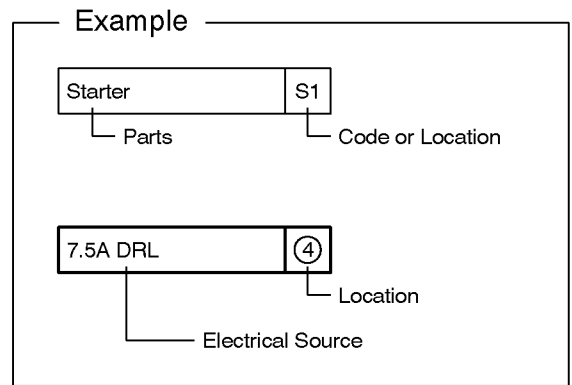 Example
Starter S1
Parts Code or Location
7.5A DRL 4
Location
Electrical Source